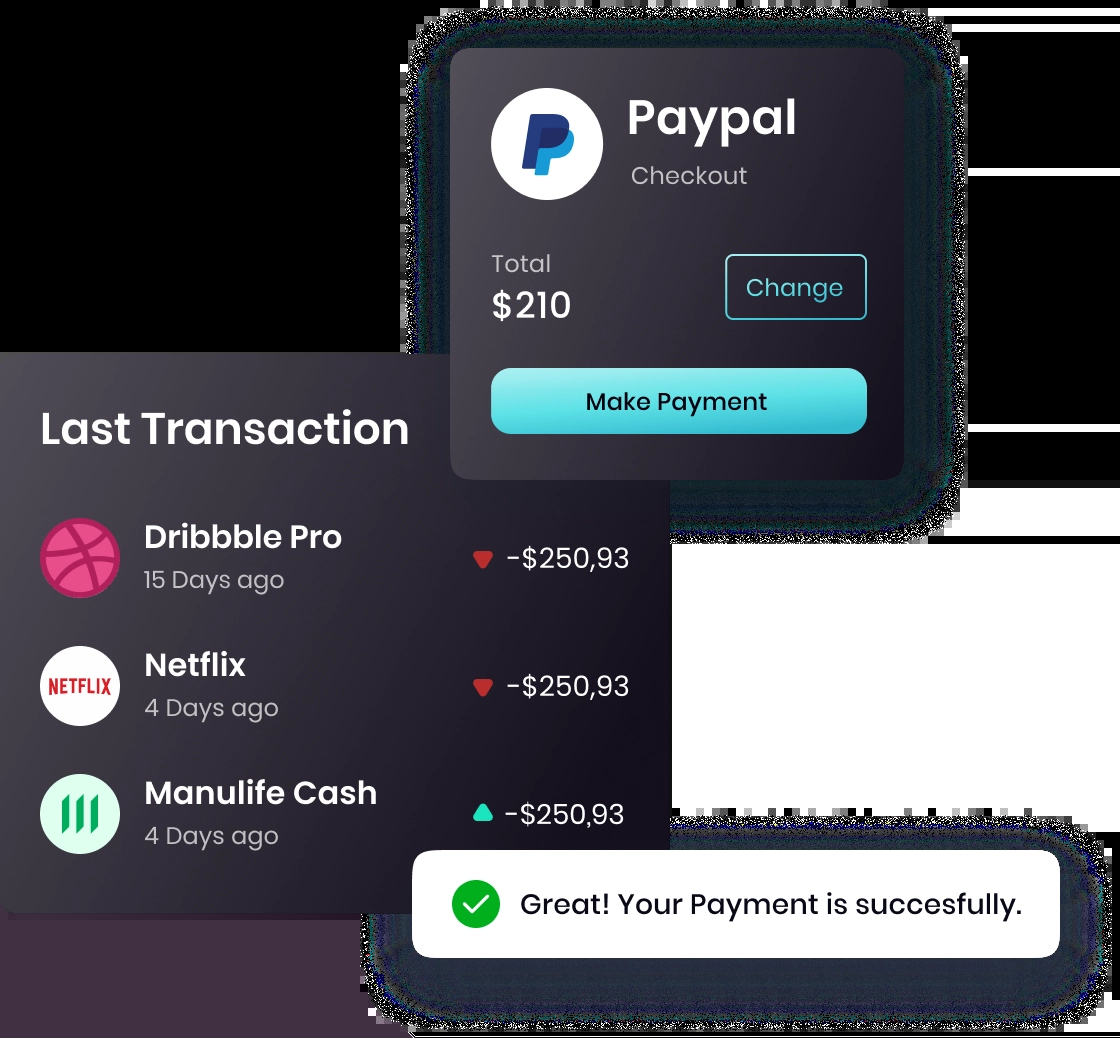 Paypal
Checkout
Total
$210
Change
Make Payment
Last Transaction
Dribbble Pro
15 Days ago
-$250,93
NETFLIX
Netflix
4 Days ago
-$250,93
Manulife Cash
4 Days ago
-$250,93
Great! Your Payment is succesfully.